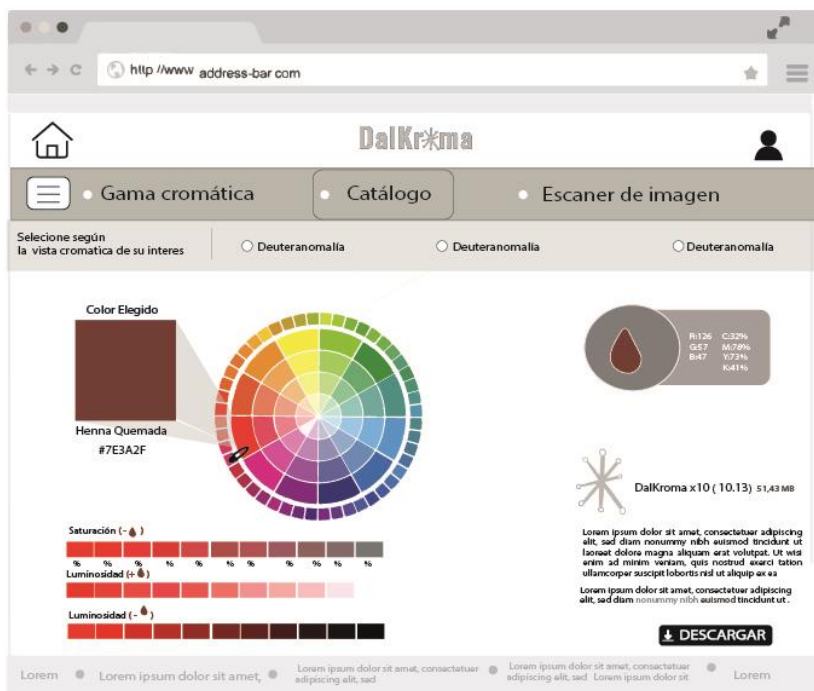 http //www address-bar com
DalKr*ma
Gama cromática
Catálogo
Escaner de imagen
Selecione según
la vista cromatica de su interes
Deuteranomalía
Deuteranomalía
Deuteranomalía
Color Elegido
Henna Quemada
#7E3A2F
R:126 C:32%
G:57 M:78%
B:47 Y:73%
K:41%
DalKroma x10 ( 10.13) 51,43 MB
Lorem ipsum dolor sit amet, consectetuer adipiscing
elit, sed diam nonummy nibh euismod tincidunt ut
laoreet dolore magna aliquam erat volutpat. Ut wisi
enim ad minim veniam, quis nostrud exerci tation
ullamcorper suscipit lobortis nisl ut aliquip ex ea
Lorem ipsum dolor sit amet, consectetuer adipiscing
elit, sed diam nonummy nibh euismod tincidunt ut .
DESCARGAR
Saturación (- )
% % % % % % % % % %
Luminosidad (+ )
Luminosidad (- )
Lorem
Lorem ipsum dolor sit amet,
Lorem ipsum dolor sit amet, consectetuer
adipiscing elit, sed
Lorem ipsum dolor sit amet, consectetuer
adipiscing elit, sed Lorem ipsum dolor sit
Lorem